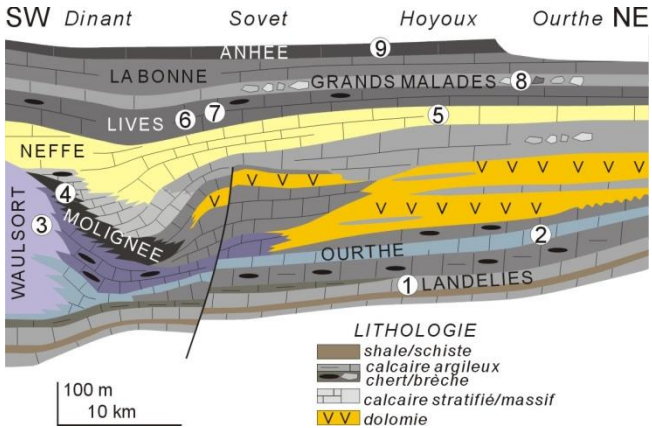 SW Dinant Sovet Hoyoux Ourthe NE
ANHEE 9
LA BONNE GRANDS MALADES 8
LIVES 6 7
5
NEFFE
4
MOLIGNEE
3
WAULSORT
2
OURTHE
1 LANDELIES
LITHOLOGIE
shale/schiste
calcaire argileux
chert/brèche
calcaire stratifié/massif
V V dolomie
100 m
10 km